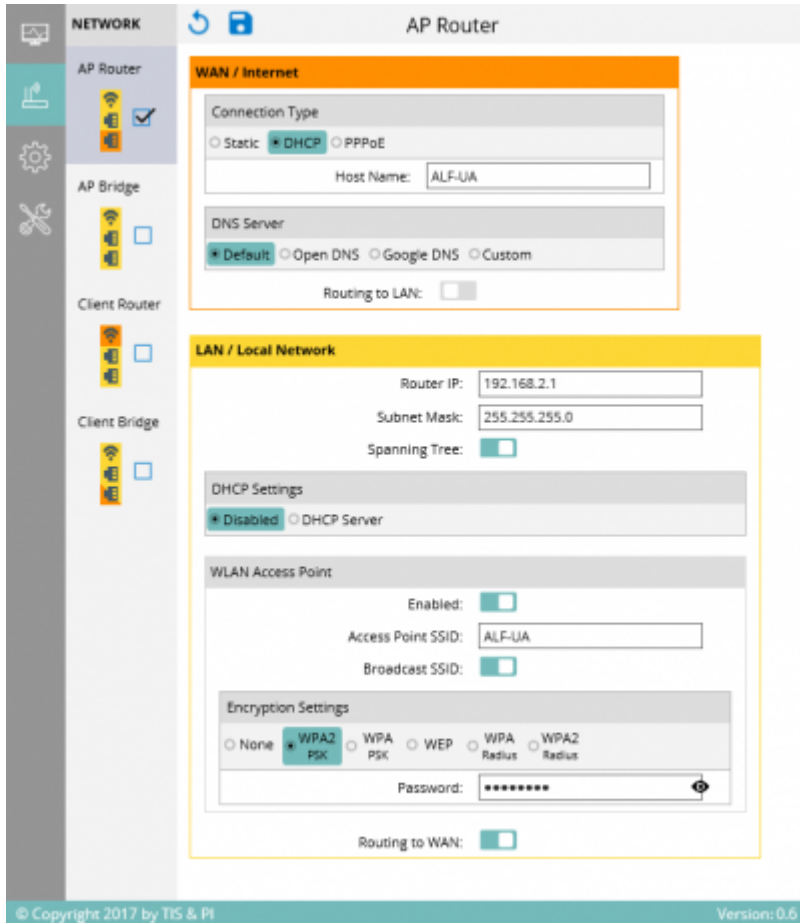 NETWORK
AP Router
AP Router
AP Bridge
Client Router
Client Bridge
WAN / Internet
Connection Type
Static DHCP PPPoE
Host Name: ALF-UA
DNS Server
Default Open DNS Google DNS Custom
Routing to LAN:
LAN / Local Network
Router IP: 192.168.2.1
Subnet Mask: 255.255.255.0
Spanning Tree:
DHCP Settings
Disabled DHCP Server
WLAN Access Point
Enabled:
Access Point SSID: ALF-UA
Broadcast SSID:
Encryption Settings
None WPA2 PSK WPA PSK WEP WPA Radius WPA2 Radius
Password: ••••••••
Routing to WAN:
© Copyright 2017 by TIS & PI Version: 0.6